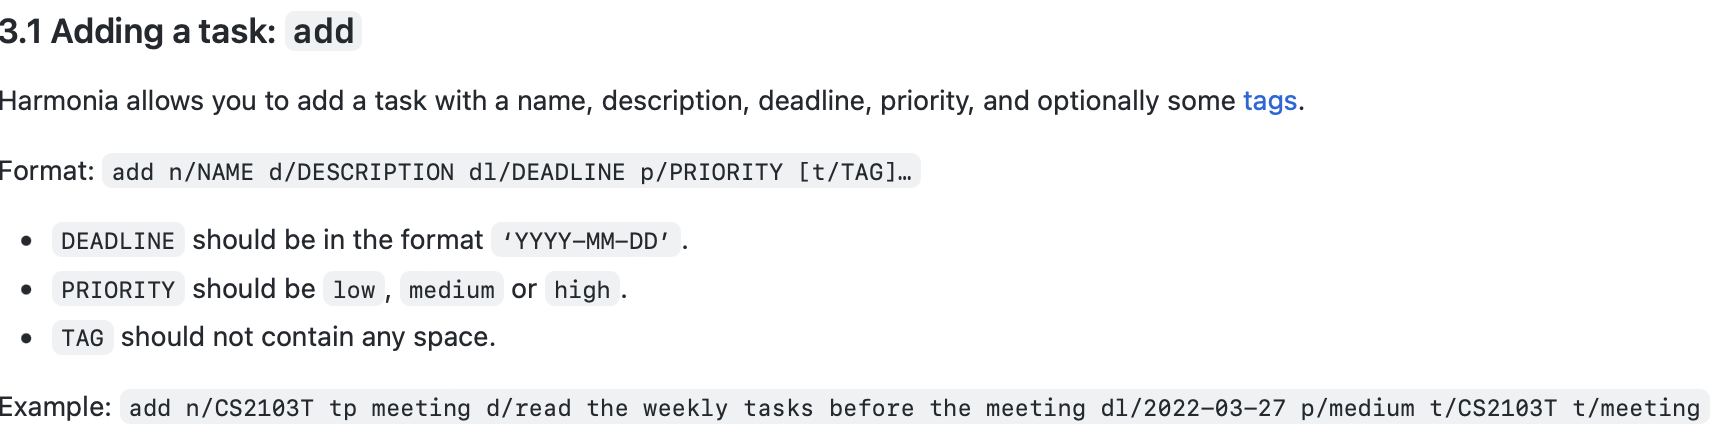 3.1 Adding a task: add
Harmonia allows you to add a task with a name, description, deadline, priority, and optionally some tags.
Format: add n/NAME d/DESCRIPTION dl/DEADLINE p/PRIORITY [t/TAG]…
• DEADLINE should be in the format ‘YYYY-MM-DD’.
• PRIORITY should be low, medium or high.
• TAG should not contain any space.
Example: add n/CS2103T tp meeting d/read the weekly tasks before the meeting dl/2022-03-27 p/medium t/CS2103T t/meeting